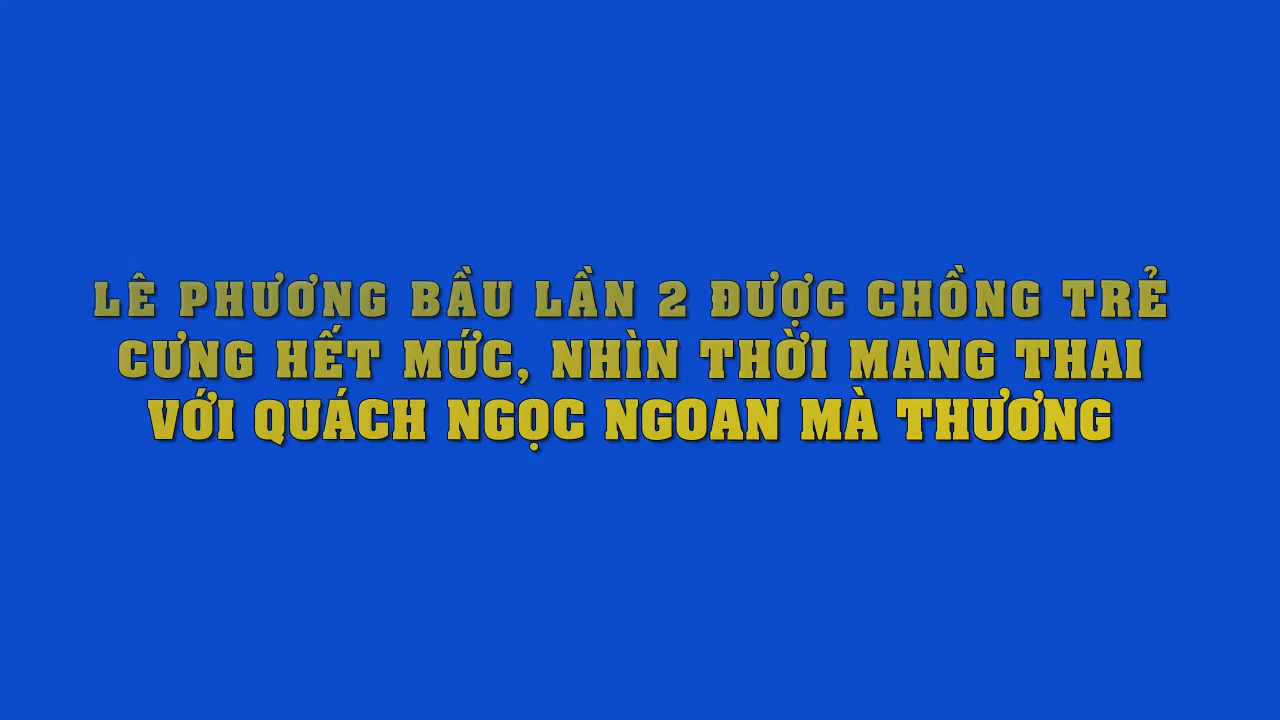 LÊ PHƯƠNG BẦU LẦN 2 ĐƯỢC CHỒNG TRẺ
CƯNG HẾT MỨC, NHÌN THỜI MANG THAI
VỚI QUÁCH NGỌC NGOAN MÀ THƯƠNG